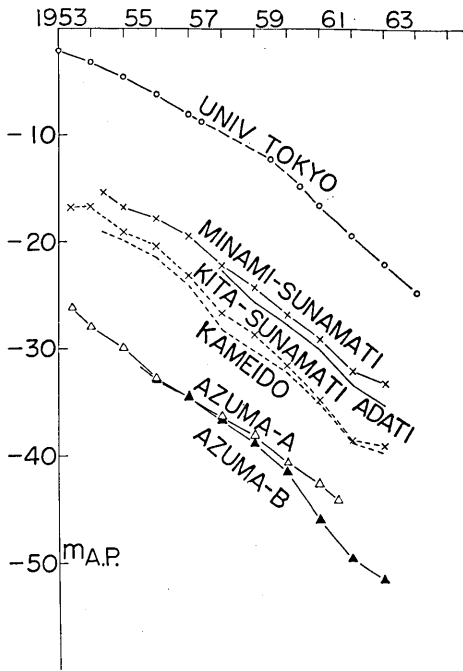 1953 55 57 59 61 63
-10
-20
-30
-40
-50
UNIV TOKYO
MINAMI-SUNAMATI
KITA-SUNAMATI
ADATI
KAMEIDO
AZUMA-A
AZUMA-B
mA.P.